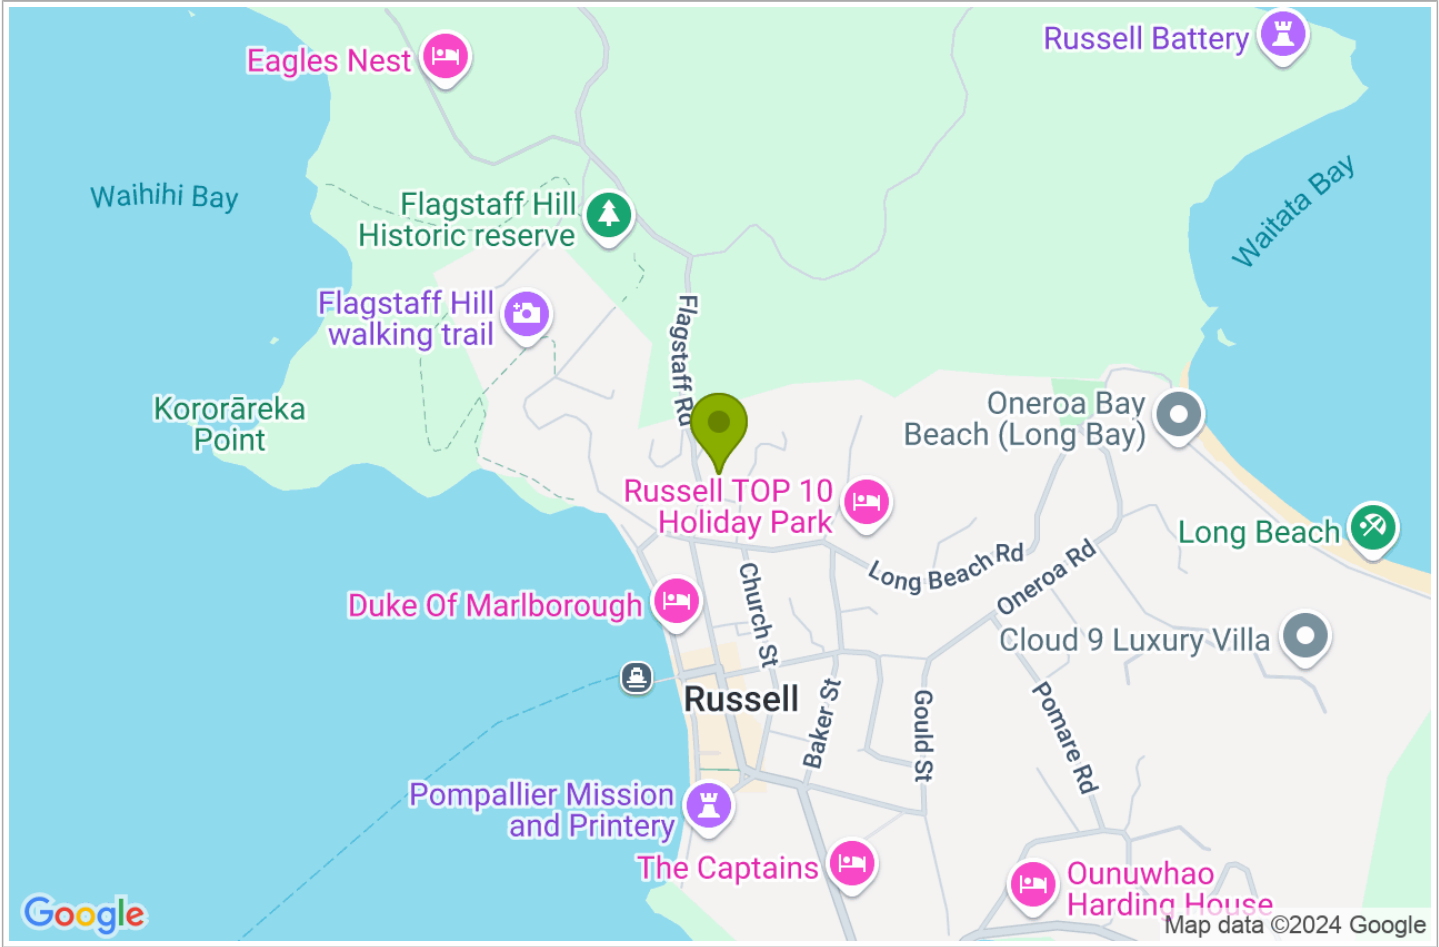 Russell Battery
Eagles Nest
Waihihi Bay
Waitata Bay
Flagstaff Hill
Historic reserve
Flagstaff Hill
walking trail
Flagstaff Rd
Kororāreka
Point
Oneroa Bay
Beach (Long Bay)
Russell TOP 10
Holiday Park
Long Beach
Long Beach Rd
Oneroa Rd
Church St
Duke Of Marlborough
Cloud 9 Luxury Villa
Russell
Baker St
Gould St
Pomare Rd
Pompallier Mission
and Printery
The Captains
Ounuwhao
Harding House
Google
Map data ©2024 Google